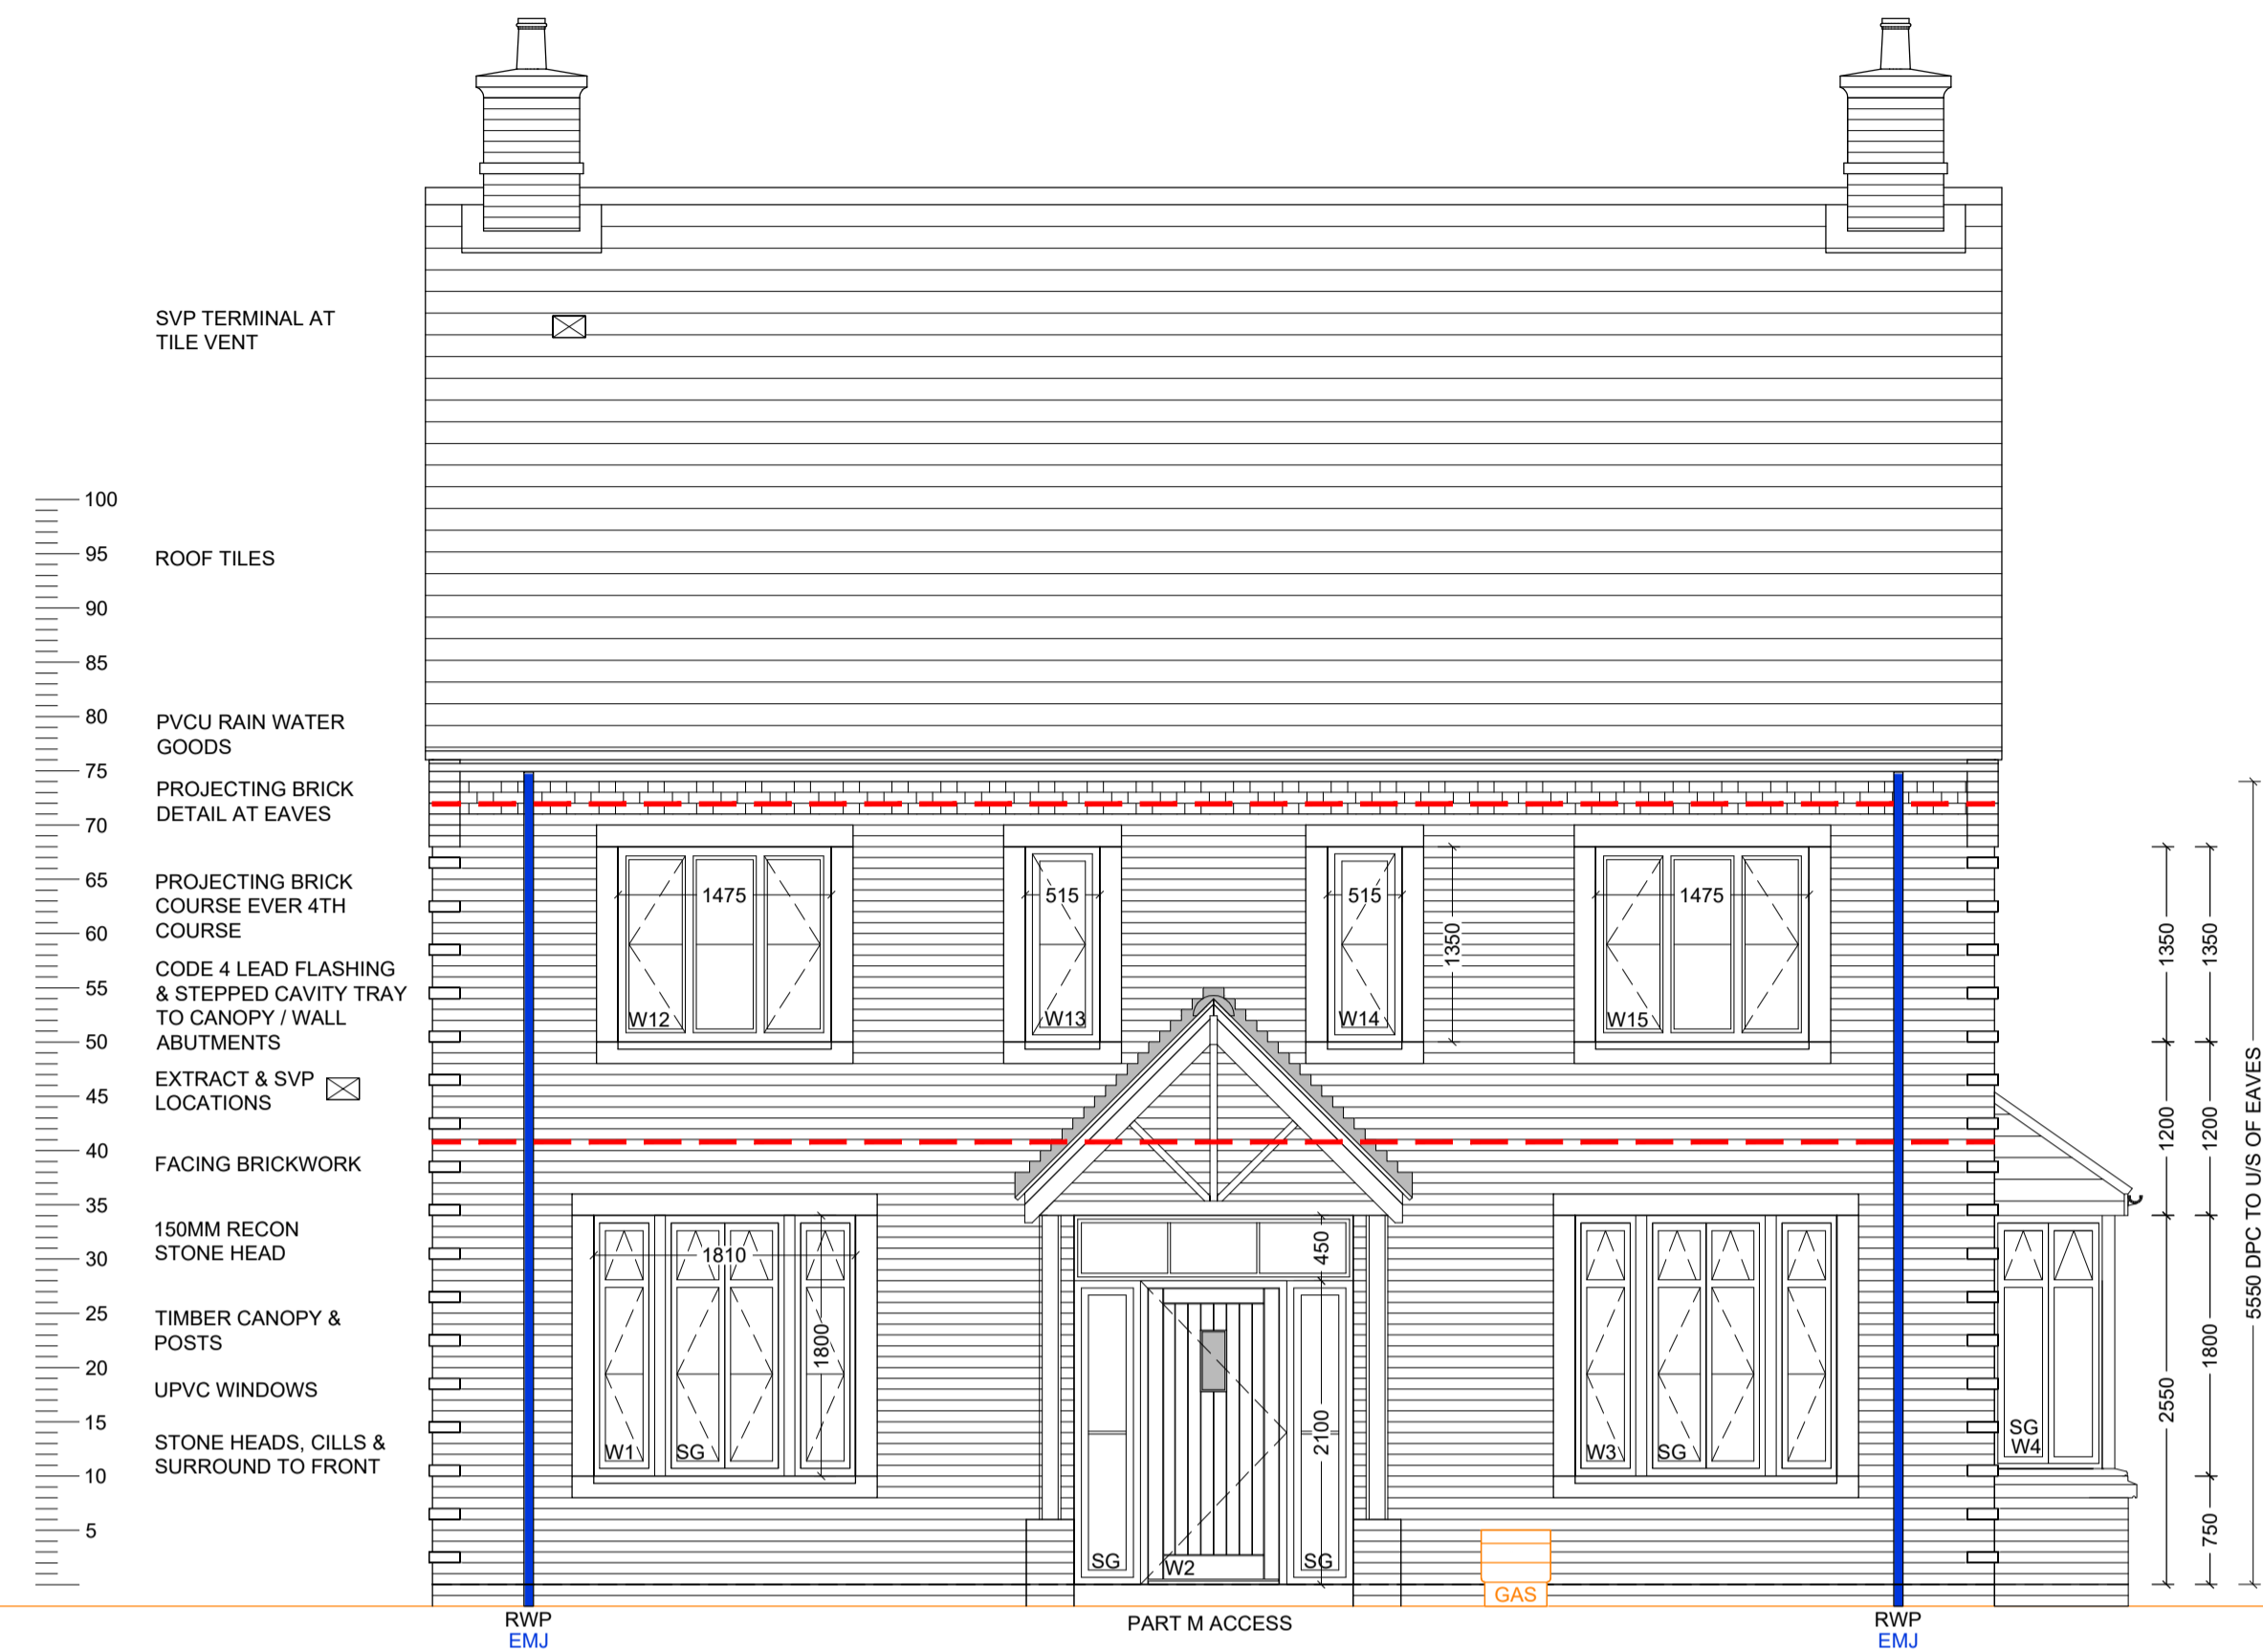 SVP TERMINAL AT
TILE VENT
100
95
ROOF TILES
90
85
80
PVCU RAIN WATER
GOODS
75
PROJECTING BRICK
DETAIL AT EAVES
70
65
PROJECTING BRICK
COURSE EVER 4TH
COURSE
60
CODE 4 LEAD FLASHING
& STEPPED CAVITY TRAY
TO CANOPY / WALL
ABUTMENTS
55
50
EXTRACT & SVP
LOCATIONS
45
40
FACING BRICKWORK
35
150MM RECON
STONE HEAD
30
25
TIMBER CANOPY &
POSTS
20
UPVC WINDOWS
15
STONE HEADS, CILLS &
SURROUND TO FRONT
10
5
1475
W12
515
W13
515
W14
1350
1475
W15
1810
1800
W1
SG
450
2100
SG
W2
SG
W3
SG
SG
W4
GAS
RWP
EMJ
PART M ACCESS
RWP
EMJ
1350
1200
2550
1350
1200
1800
750
5550 DPC TO U/S OF EAVES